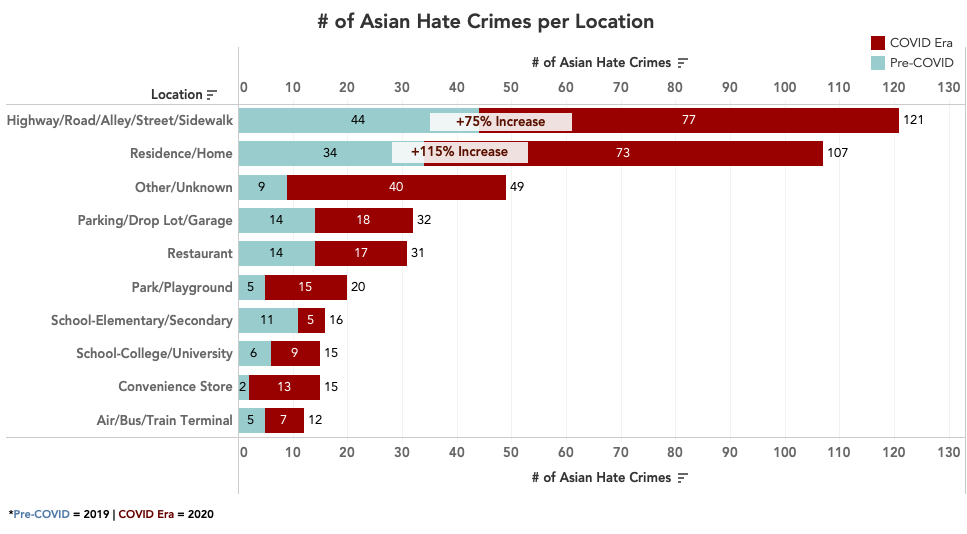 # of Asian Hate Crimes per Location
COVID Era
Pre-COVID
# of Asian Hate Crimes
Location
0 10 20 30 40 50 60 70 80 90 100 110 120 130
Highway/Road/Alley/Street/Sidewalk 44 +75% Increase 77 121
Residence/Home 34 +115% Increase 73 107
Other/Unknown 9 40 49
Parking/Drop Lot/Garage 14 18 32
Restaurant 14 17 31
Park/Playground 5 15 20
School-Elementary/Secondary 11 5 16
School-College/University 6 9 15
Convenience Store 2 13 15
Air/Bus/Train Terminal 5 7 12
0 10 20 30 40 50 60 70 80 90 100 110 120 130
# of Asian Hate Crimes
*Pre-COVID = 2019 | COVID Era = 2020